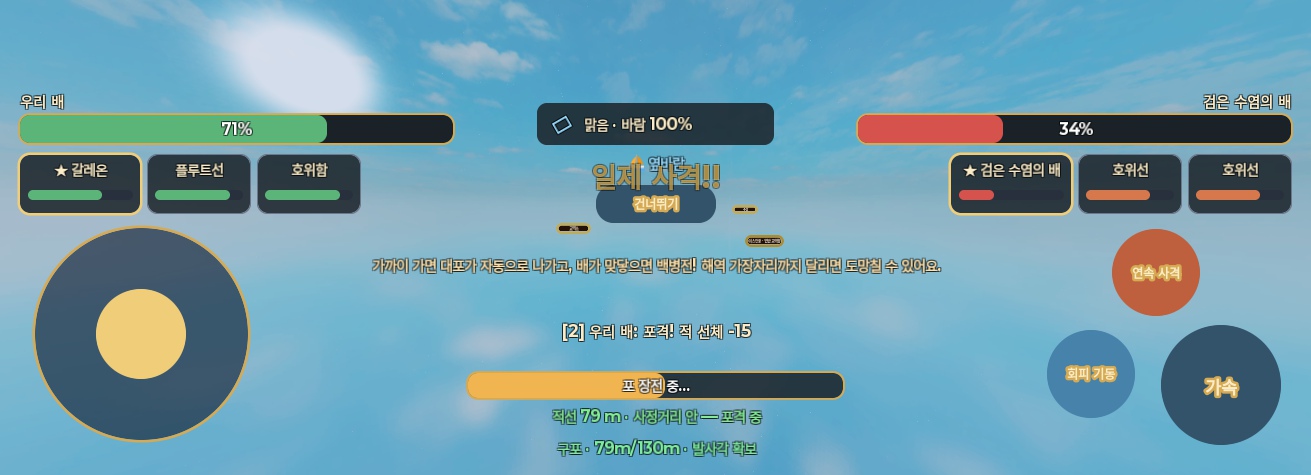 우리 배
검은 수염의 배
71%
맑음 · 바람 100%
34%
★ 갈레온
플루트선
호위함
옆바람
일제 사격!!
건너뛰기
★ 검은 수염의 배
호위선
호위선
가까이 가면 대포가 자동으로 나가고, 배가 맞닿으면 백병전! 해역 가장자리까지 달리면 도망칠 수 있어요.
연속 사격
[2] 우리 배: 포격! 적 선체 -15
회피 기동
가속
포 장전 중...
적선 79 m · 사정거리 안 — 포격 중
구포 · 79m/130m · 발사각 확보